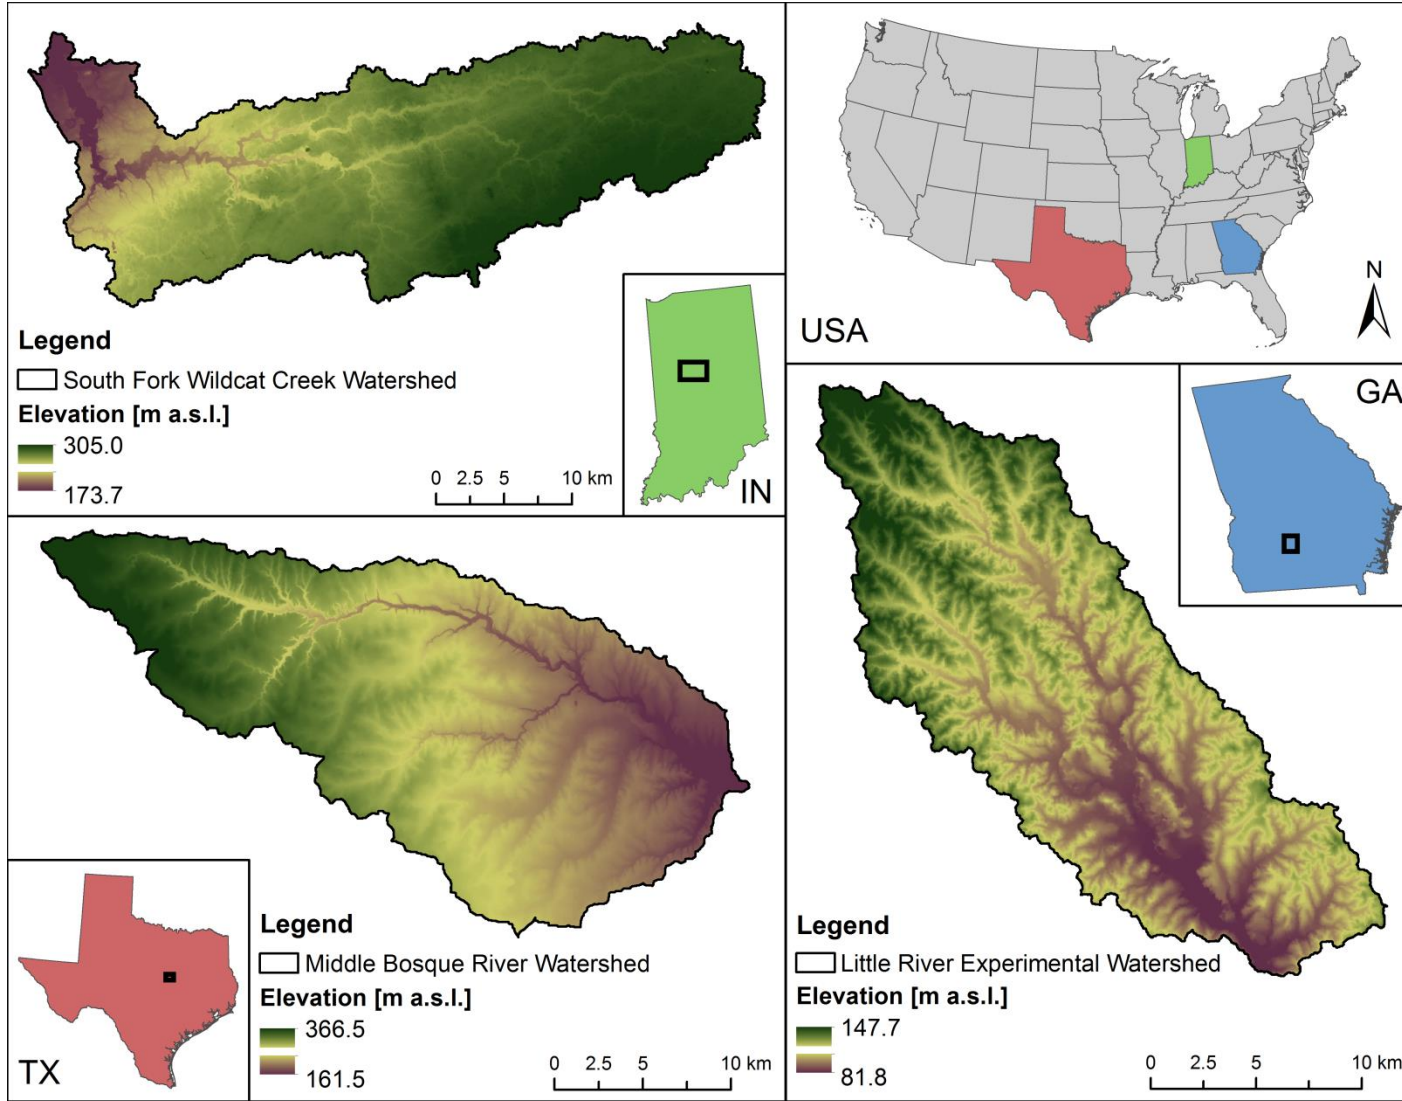 Legend
South Fork Wildcat Creek Watershed
Elevation [m a.s.l.]
305.0
173.7
0 2.5 5 10 km
IN
USA
N
Legend
Middle Bosque River Watershed
Elevation [m a.s.l.]
366.5
161.5
0 2.5 5 10 km
TX
GA
Legend
Little River Experimental Watershed
Elevation [m a.s.l.]
147.7
81.8
0 2.5 5 10 km